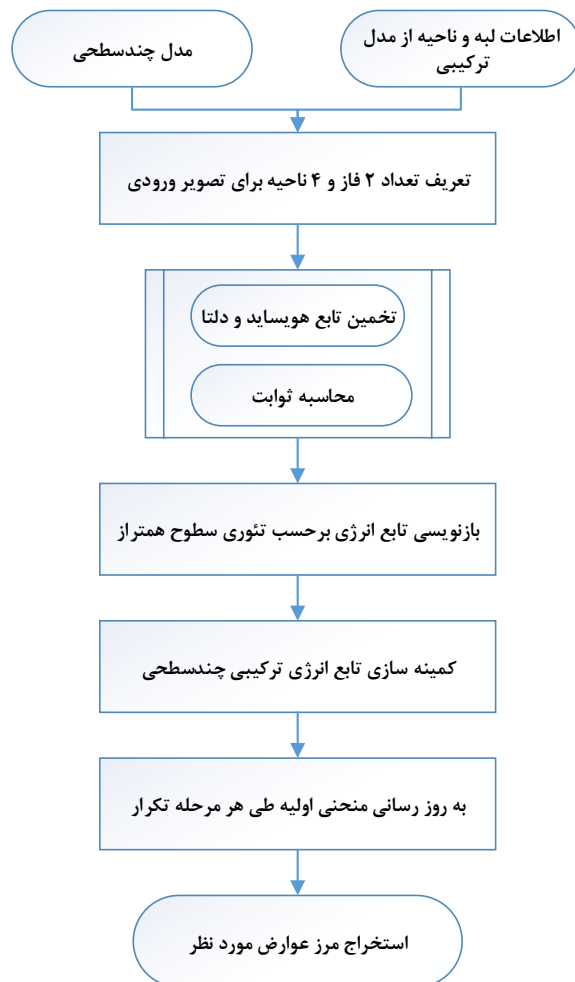 اطلاعات لبه و ناحیه از مدل
ترکیبی
مدل چندسطحی
تعریف تعداد ۲ فاز و ۴ ناحیه برای تصویر ورودی
تخمین تابع هویساید و دلتا
محاسبه ثوابت
بازنویسی تابع انرژی برحسب تئوری سطوح همتراز
کمینه سازی تابع انرژی ترکیبی چندسطحی
به روز رسانی منحنی اولیه طی هر مرحله تکرار
استخراج مرز عوارض مورد نظر